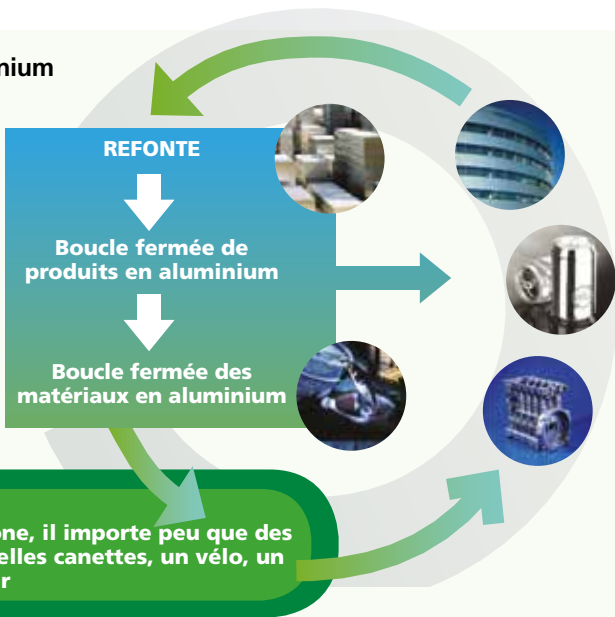 nium
REFONTE
Boucle fermée de
produits en aluminium
Boucle fermée des
matériaux en aluminium
one, il importe peu que des
elles canettes, un vélo, un
r